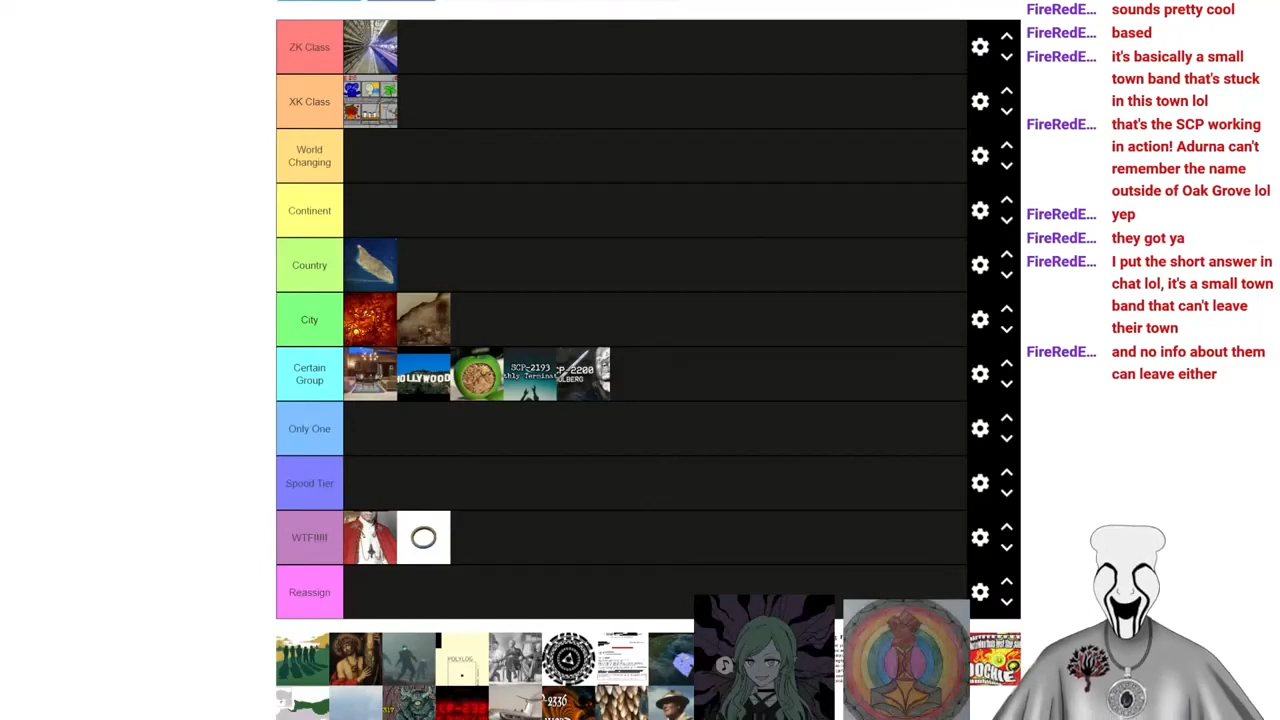 ZK Class
XK Class
World
Changing
Continent
Country
City
Certain
Group
HOLLYWOOD
SCP-2193
P-2200
Only One
Spood Tier
WTF!!!!!
Reassign
POLYLOG
317
2336
FireRedE... sounds pretty cool
FireRedE... based
FireRedE... it's basically a small
town band that's stuck
in this town lol
FireRedE... that's the SCP working
in action! Adurna can't
remember the name
outside of Oak Grove lol
FireRedE... yep
FireRedE... they got ya
FireRedE... I put the short answer in
chat lol, it's a small town
band that can't leave
their town
FireRedE... and no info about them
can leave either